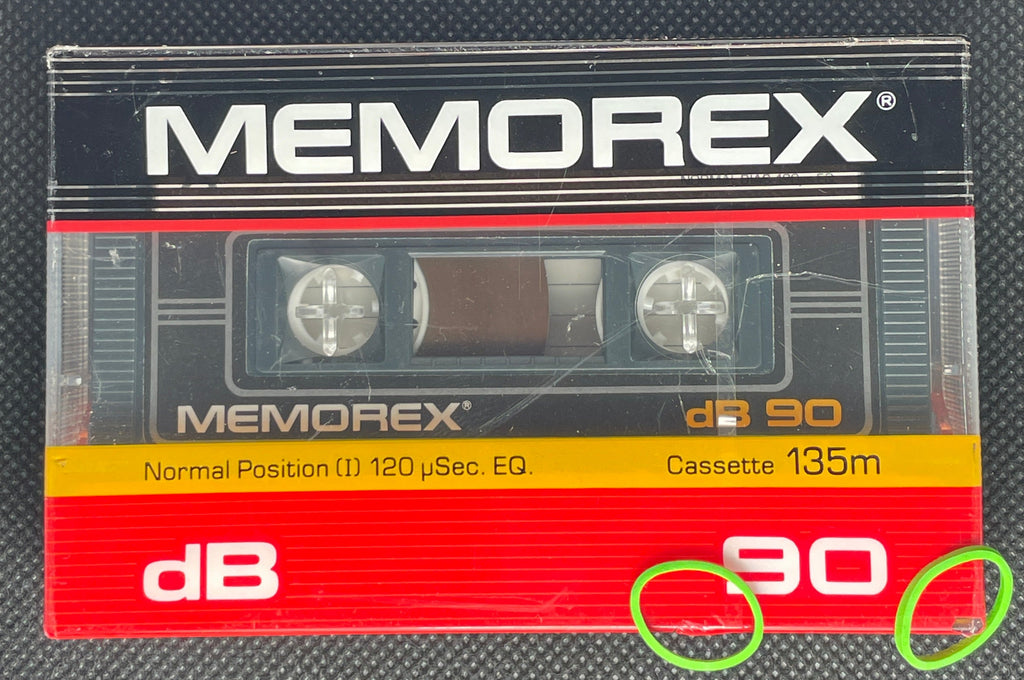 MEMOREX®
MEMOREX® dB 90
Normal Position (I) 120 µSec. EQ. Cassette 135m
dB 90